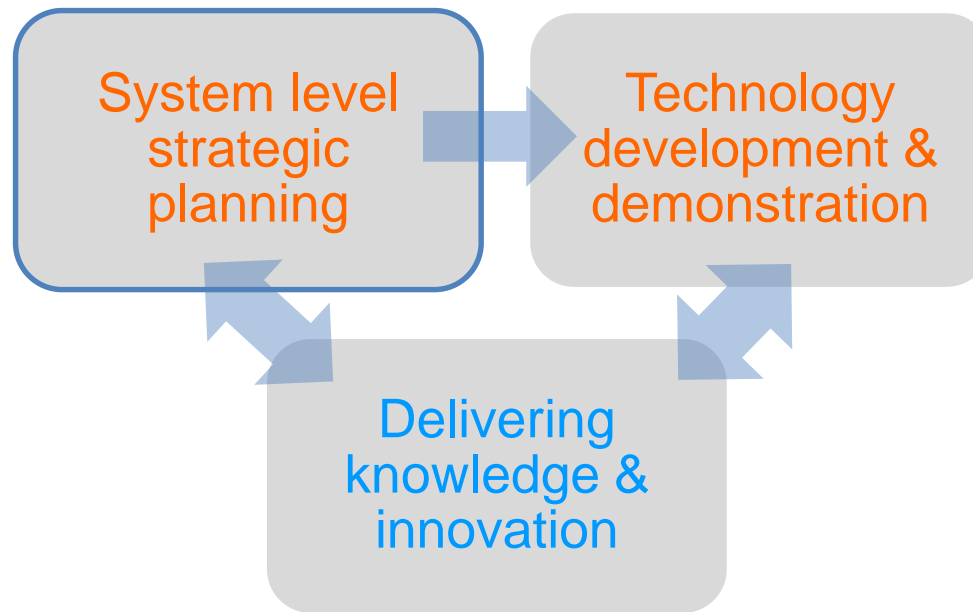 System level
strategic
planning
Technology
development &
demonstration
Delivering
knowledge &
innovation